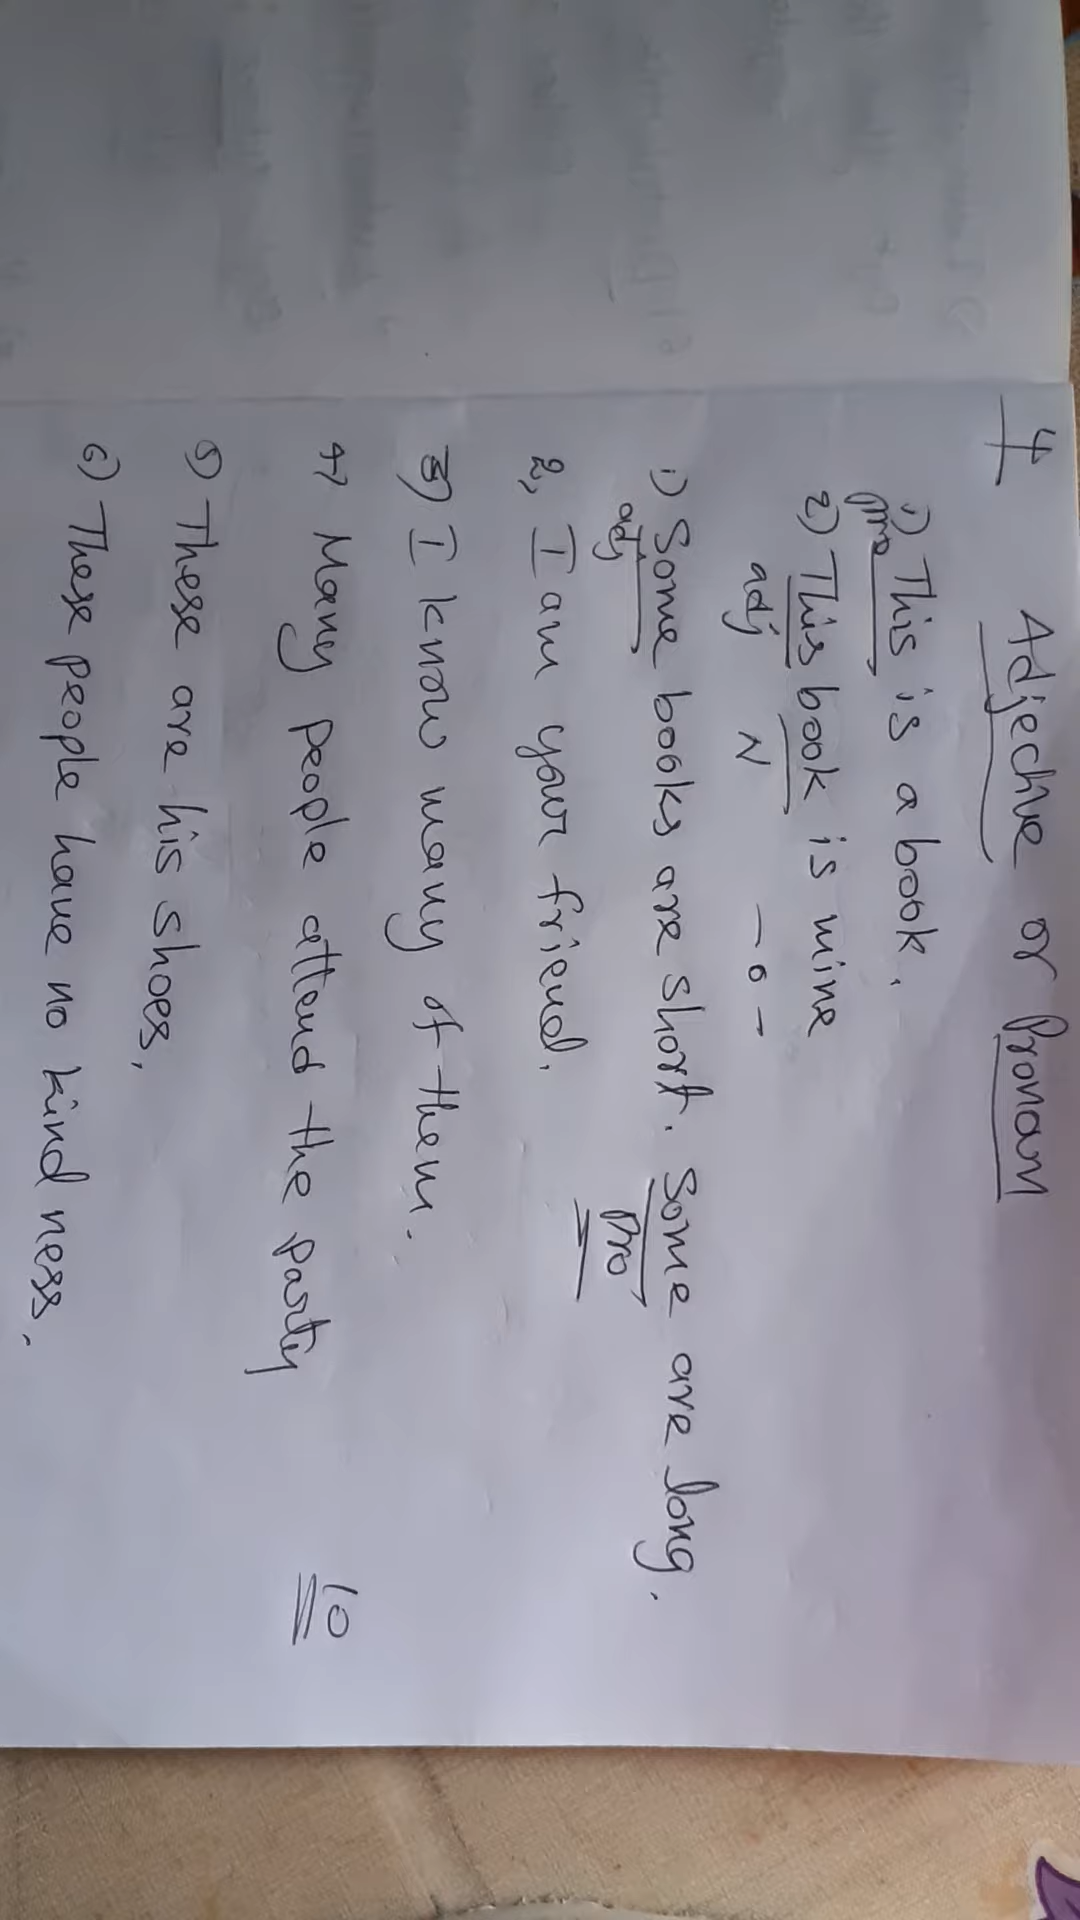 4 Adjective or Pronoun
1) This is a book.
pro
2) This book is mine
adj N
-o-
1) Some books are short. Some are long.
adj Pro
2, I am your friend.
3) I know many of them.
4) Many people attend the party
10
5) These are his shoes.
6) These people have no kindness.